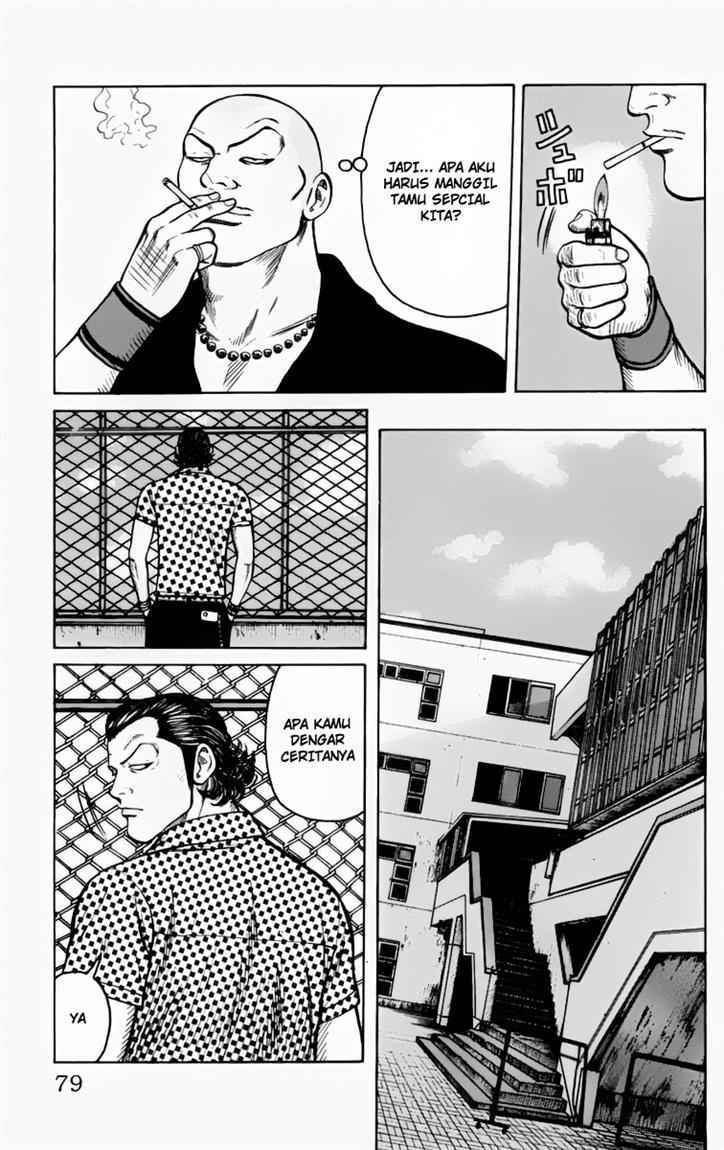 シュボ
JADI... APA AKU
HARUS MANGGIL
TAMU SEPCIAL
KITA?
APA KAMU
DENGAR
CERITANYA
YA
79